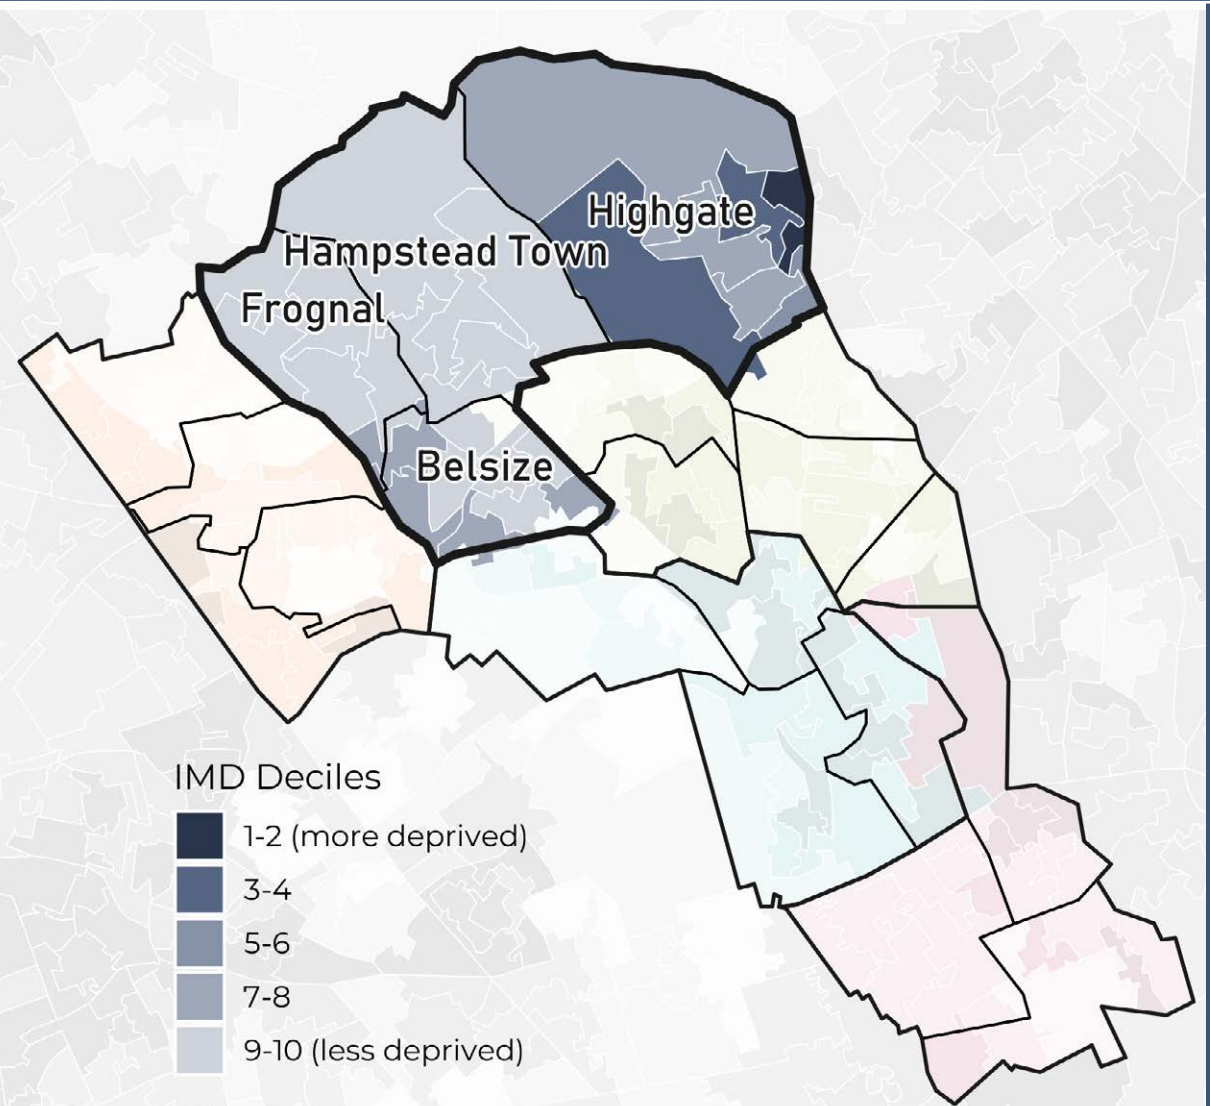 Highgate
Hampstead Town
Frognal
Belsize
IMD Deciles
1-2 (more deprived)
3-4
5-6
7-8
9-10 (less deprived)